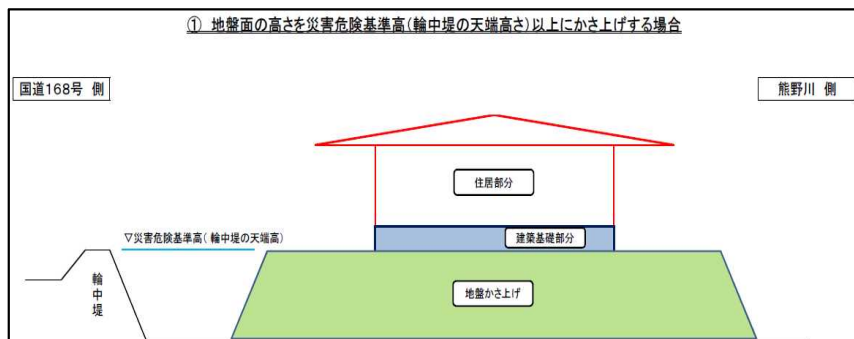 ① 地盤面の高さを災害危険基準高(輪中堤の天端高さ)以上にかさ上げする場合
国道168号 側
熊野川 側
住居部分
▽災害危険基準高( 輪中堤の天端高)
建築基礎部分
輪中堤
地盤かさ上げ